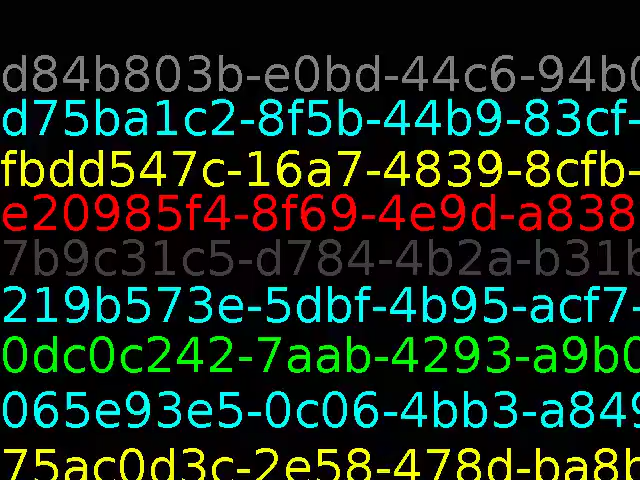 d84b803b-e0bd-44c6-94b0
d75ba1c2-8f5b-44b9-83cf-
fbdd547c-16a7-4839-8cfb-
e20985f4-8f69-4e9d-a838
7b9c31c5-d784-4b2a-b31b
219b573e-5dbf-4b95-acf7-
0dc0c242-7aab-4293-a9b0
065e93e5-0c06-4bb3-a849
75ac0d3c-2e58-478d-ba8b